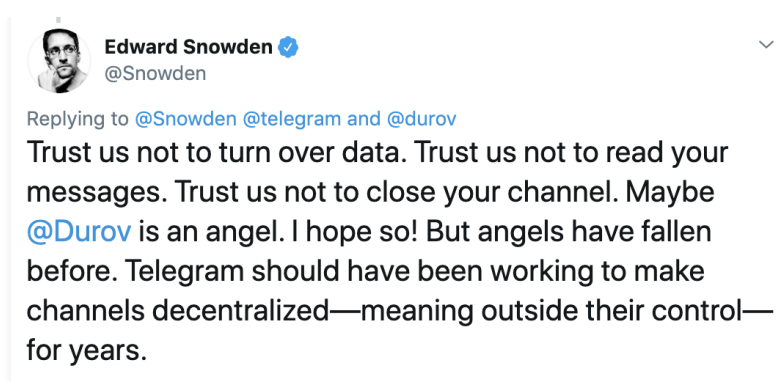 Edward Snowden
@Snowden
Replying to @Snowden @telegram and @durov
Trust us not to turn over data. Trust us not to read your
messages. Trust us not to close your channel. Maybe
@Durov is an angel. I hope so! But angels have fallen
before. Telegram should have been working to make
channels decentralized—meaning outside their control—
for years.